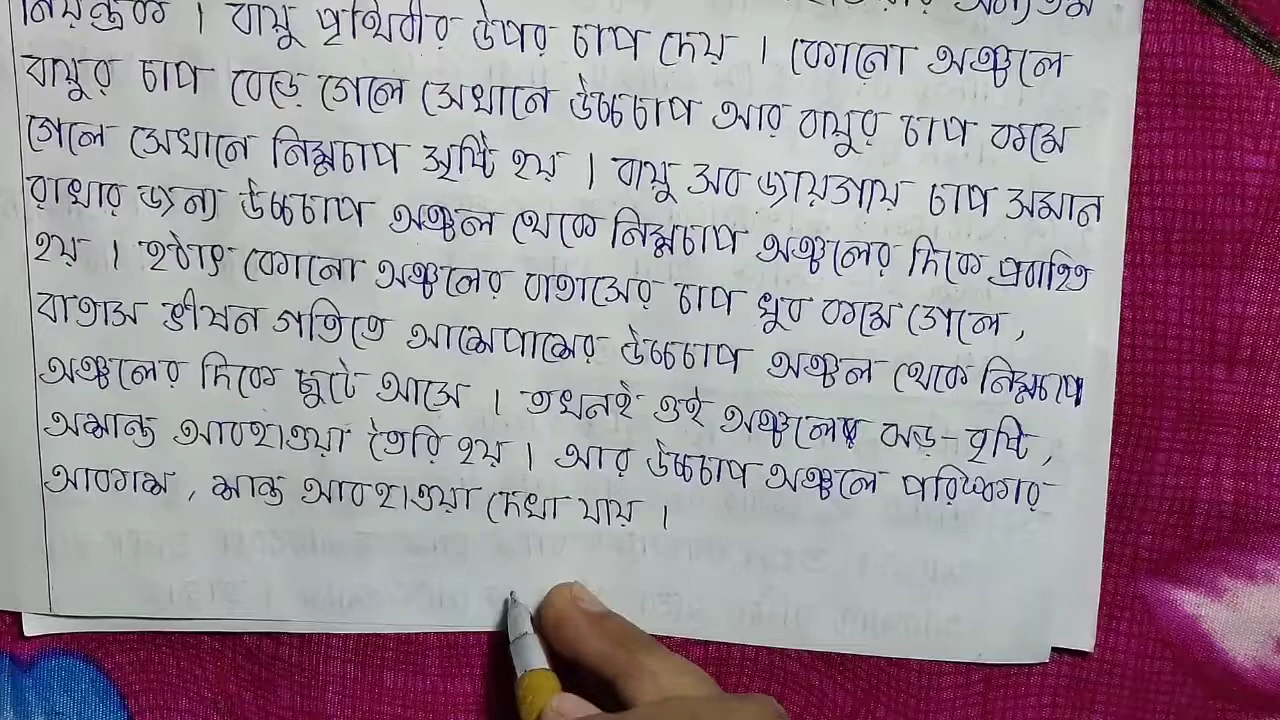 নিয়ন্ত্রক । বায়ু পৃথিবীর উপর চাপ দেয় । কোনো অঞ্চলে
বায়ুর চাপ বেড়ে গেলে সেখানে উচ্চচাপ আর বায়ুর চাপ কমে
গেলে সেখানে নিম্নচাপ সৃষ্টি হয় । বায়ু সব জায়গায় চাপ সমান
রাখার জন্য উচ্চচাপ অঞ্চল থেকে নিম্নচাপ অঞ্চলের দিকে প্রবাহিত
হয় । হঠাৎ কোনো অঞ্চলের বাতাসের চাপ খুব কমে গেলে,
বাতাস ভীষন গতিতে আশেপাশের উচ্চচাপ অঞ্চল থেকে নিম্নচাপ
অঞ্চলের দিকে ছুটে আসে । তখনই ওই অঞ্চলের ঝড়-বৃষ্টি,
অশান্ত আবহাওয়া তৈরি হয় । আর উচ্চচাপ অঞ্চলে পরিষ্কার
আকাশ, শান্ত আবহাওয়া দেখা যায় ।